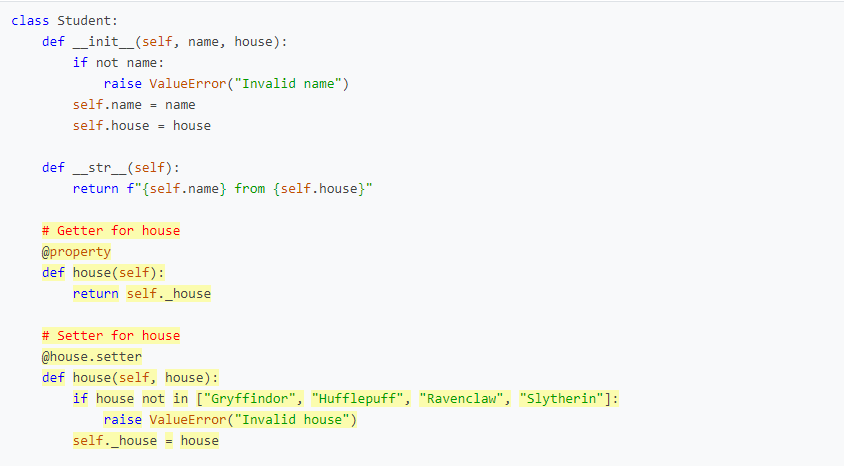 class Student:
    def __init__(self, name, house):
        if not name:
            raise ValueError("Invalid name")
        self.name = name
        self.house = house

    def __str__(self):
        return f"{self.name} from {self.house}"

    # Getter for house
    @property
    def house(self):
        return self._house

    # Setter for house
    @house.setter
    def house(self, house):
        if house not in ["Gryffindor", "Hufflepuff", "Ravenclaw", "Slytherin"]:
            raise ValueError("Invalid house")
        self._house = house